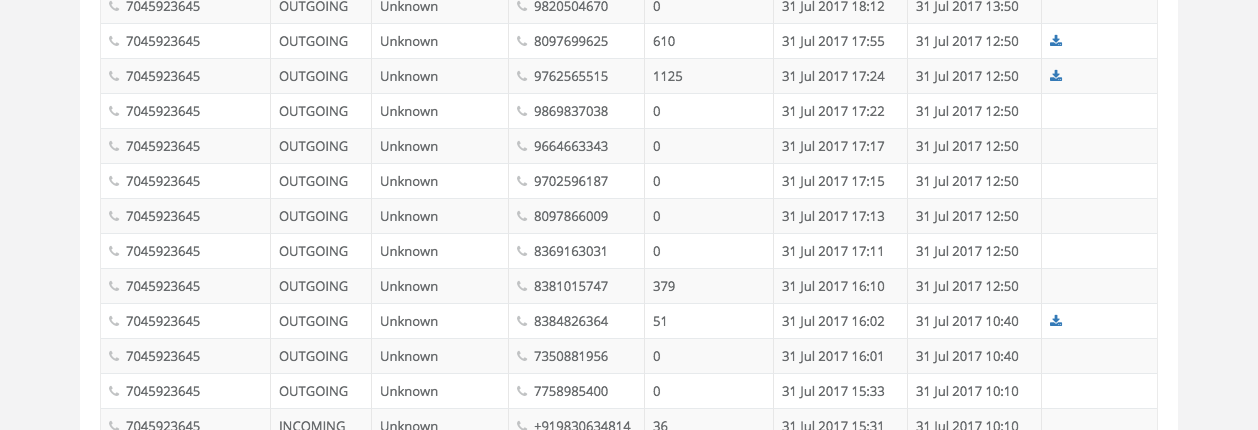 7045923645 OUTGOING Unknown 9820504670 0 31 Jul 2017 18:12 31 Jul 2017 13:50
7045923645 OUTGOING Unknown 8097699625 610 31 Jul 2017 17:55 31 Jul 2017 12:50
7045923645 OUTGOING Unknown 9762565515 1125 31 Jul 2017 17:24 31 Jul 2017 12:50
7045923645 OUTGOING Unknown 9869837038 0 31 Jul 2017 17:22 31 Jul 2017 12:50
7045923645 OUTGOING Unknown 9664663343 0 31 Jul 2017 17:17 31 Jul 2017 12:50
7045923645 OUTGOING Unknown 9702596187 0 31 Jul 2017 17:15 31 Jul 2017 12:50
7045923645 OUTGOING Unknown 8097866009 0 31 Jul 2017 17:13 31 Jul 2017 12:50
7045923645 OUTGOING Unknown 8369163031 0 31 Jul 2017 17:11 31 Jul 2017 12:50
7045923645 OUTGOING Unknown 8381015747 379 31 Jul 2017 16:10 31 Jul 2017 12:50
7045923645 OUTGOING Unknown 8384826364 51 31 Jul 2017 16:02 31 Jul 2017 10:40
7045923645 OUTGOING Unknown 7350881956 0 31 Jul 2017 16:01 31 Jul 2017 10:40
7045923645 OUTGOING Unknown 7758985400 0 31 Jul 2017 15:33 31 Jul 2017 10:10
7045923645 INCOMING Unknown +919830634814 36 31 Jul 2017 15:31 31 Jul 2017 10:10